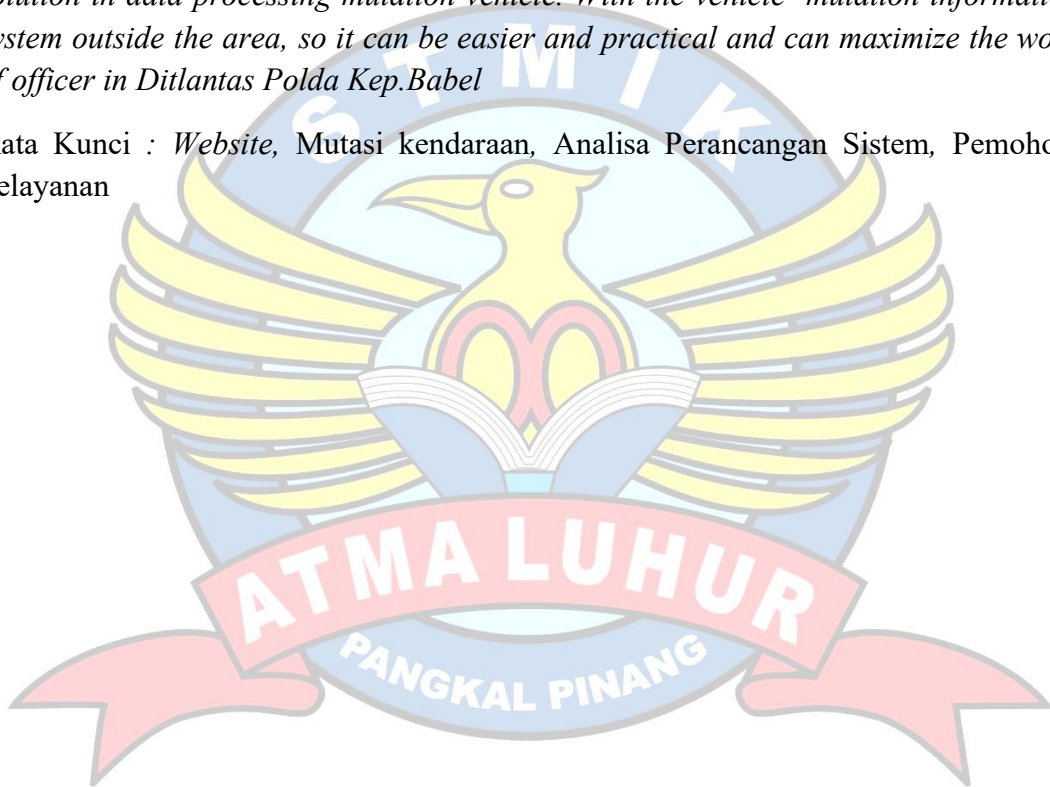 olution in data processing mutation vehicle. With the vehicle mutation informati
ystem outside the area, so it can be easier and practical and can maximize the wo
f officer in Ditlantas Polda Kep.Babel
ata Kunci : Website, Mutasi kendaraan, Analisa Perancangan Sistem, Pemoho
elayanan
STMIK
ATMA LUHUR
PANGKAL PINANG